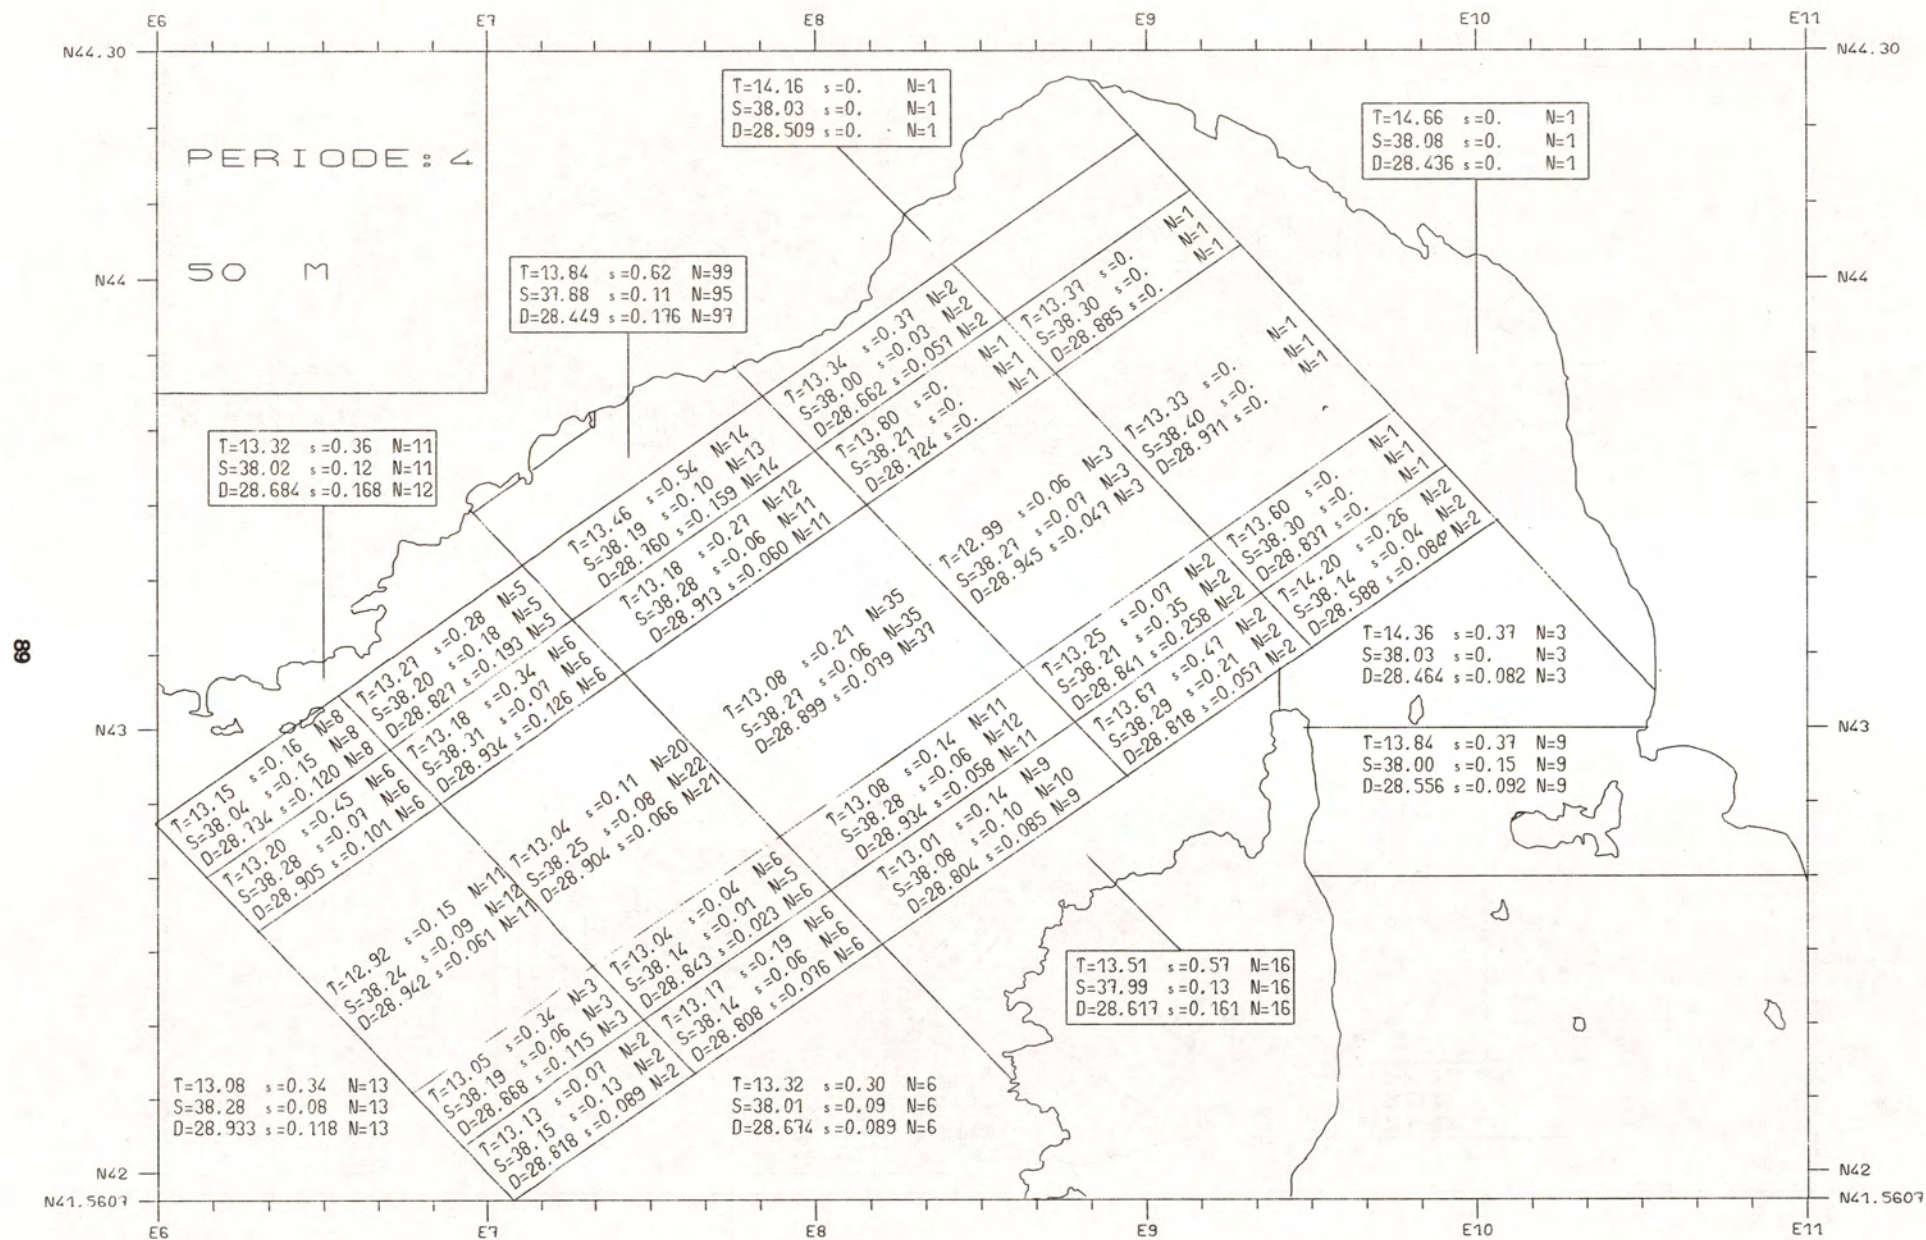 E6 E7 E8 E9 E10 E11
N44.30 N44.30
PERIODE:4
50 M
T=14.16 s=0. N=1
S=38.03 s=0. N=1
D=28.509 s=0. N=1
T=14.66 s=0. N=1
S=38.08 s=0. N=1
D=28.436 s=0. N=1
N44 N44
T=13.84 s=0.62 N=99
S=37.88 s=0.11 N=95
D=28.449 s=0.176 N=97
T=13.32 s=0.36 N=11
S=38.02 s=0.12 N=11
D=28.684 s=0.168 N=12
T=13.37 s=0. N=1
S=38.30 s=0. N=1
D=28.885 s=0. N=1
T=13.34 s=0.37 N=2
S=38.00 s=0.03 N=2
D=28.662 s=0.057 N=2
T=13.80 s=0. N=1
S=38.21 s=0. N=1
D=28.724 s=0. N=1
T=13.33 s=0. N=1
S=38.40 s=0. N=1
D=28.971 s=0. N=1
T=13.46 s=0.54 N=14
S=38.19 s=0.10 N=13
D=28.760 s=0.159 N=14
T=13.18 s=0.27 N=12
S=38.28 s=0.06 N=11
D=28.913 s=0.060 N=11
T=12.99 s=0.06 N=3
S=38.27 s=0.07 N=3
D=28.945 s=0.047 N=3
T=13.60 s=0. N=1
S=38.30 s=0. N=1
D=28.837 s=0. N=1
T=14.20 s=0.26 N=2
S=38.14 s=0.04 N=2
D=28.588 s=0.084 N=2
T=13.27 s=0.28 N=5
S=38.20 s=0.18 N=5
D=28.827 s=0.193 N=5
T=13.18 s=0.34 N=6
S=38.31 s=0.07 N=6
D=28.934 s=0.126 N=6
T=13.08 s=0.21 N=35
S=38.27 s=0.06 N=35
D=28.899 s=0.079 N=37
T=13.25 s=0.07 N=2
S=38.21 s=0.35 N=2
D=28.841 s=0.258 N=2
T=13.67 s=0.47 N=2
S=38.29 s=0.21 N=2
D=28.818 s=0.057 N=2
T=14.36 s=0.37 N=3
S=38.03 s=0. N=3
D=28.464 s=0.082 N=3
N43 N43
T=13.84 s=0.37 N=9
S=38.00 s=0.15 N=9
D=28.556 s=0.092 N=9
T=13.15 s=0.16 N=8
S=38.04 s=0.15 N=8
D=28.734 s=0.120 N=8
T=13.20 s=0.45 N=6
S=38.28 s=0.07 N=6
D=28.905 s=0.101 N=6
T=13.04 s=0.11 N=20
S=38.25 s=0.08 N=22
D=28.904 s=0.066 N=21
T=13.08 s=0.14 N=11
S=38.28 s=0.06 N=12
D=28.934 s=0.058 N=11
T=13.01 s=0.14 N=9
S=38.08 s=0.10 N=10
D=28.804 s=0.085 N=9
T=12.92 s=0.15 N=11
S=38.24 s=0.09 N=12
D=28.942 s=0.061 N=11
T=13.04 s=0.04 N=6
S=38.14 s=0.01 N=5
D=28.843 s=0.023 N=6
T=13.17 s=0.19 N=6
S=38.14 s=0.06 N=6
D=28.808 s=0.076 N=6
T=13.51 s=0.57 N=16
S=37.99 s=0.13 N=16
D=28.617 s=0.161 N=16
T=13.05 s=0.34 N=3
S=38.19 s=0.06 N=3
D=28.868 s=0.115 N=3
T=13.13 s=0.07 N=2
S=38.15 s=0.13 N=2
D=28.818 s=0.089 N=2
T=13.08 s=0.34 N=13
S=38.28 s=0.08 N=13
D=28.933 s=0.118 N=13
T=13.32 s=0.30 N=6
S=38.01 s=0.09 N=6
D=28.674 s=0.089 N=6
N42 N42
N41.5607 N41.5607
E6 E7 E8 E9 E10 E11
89